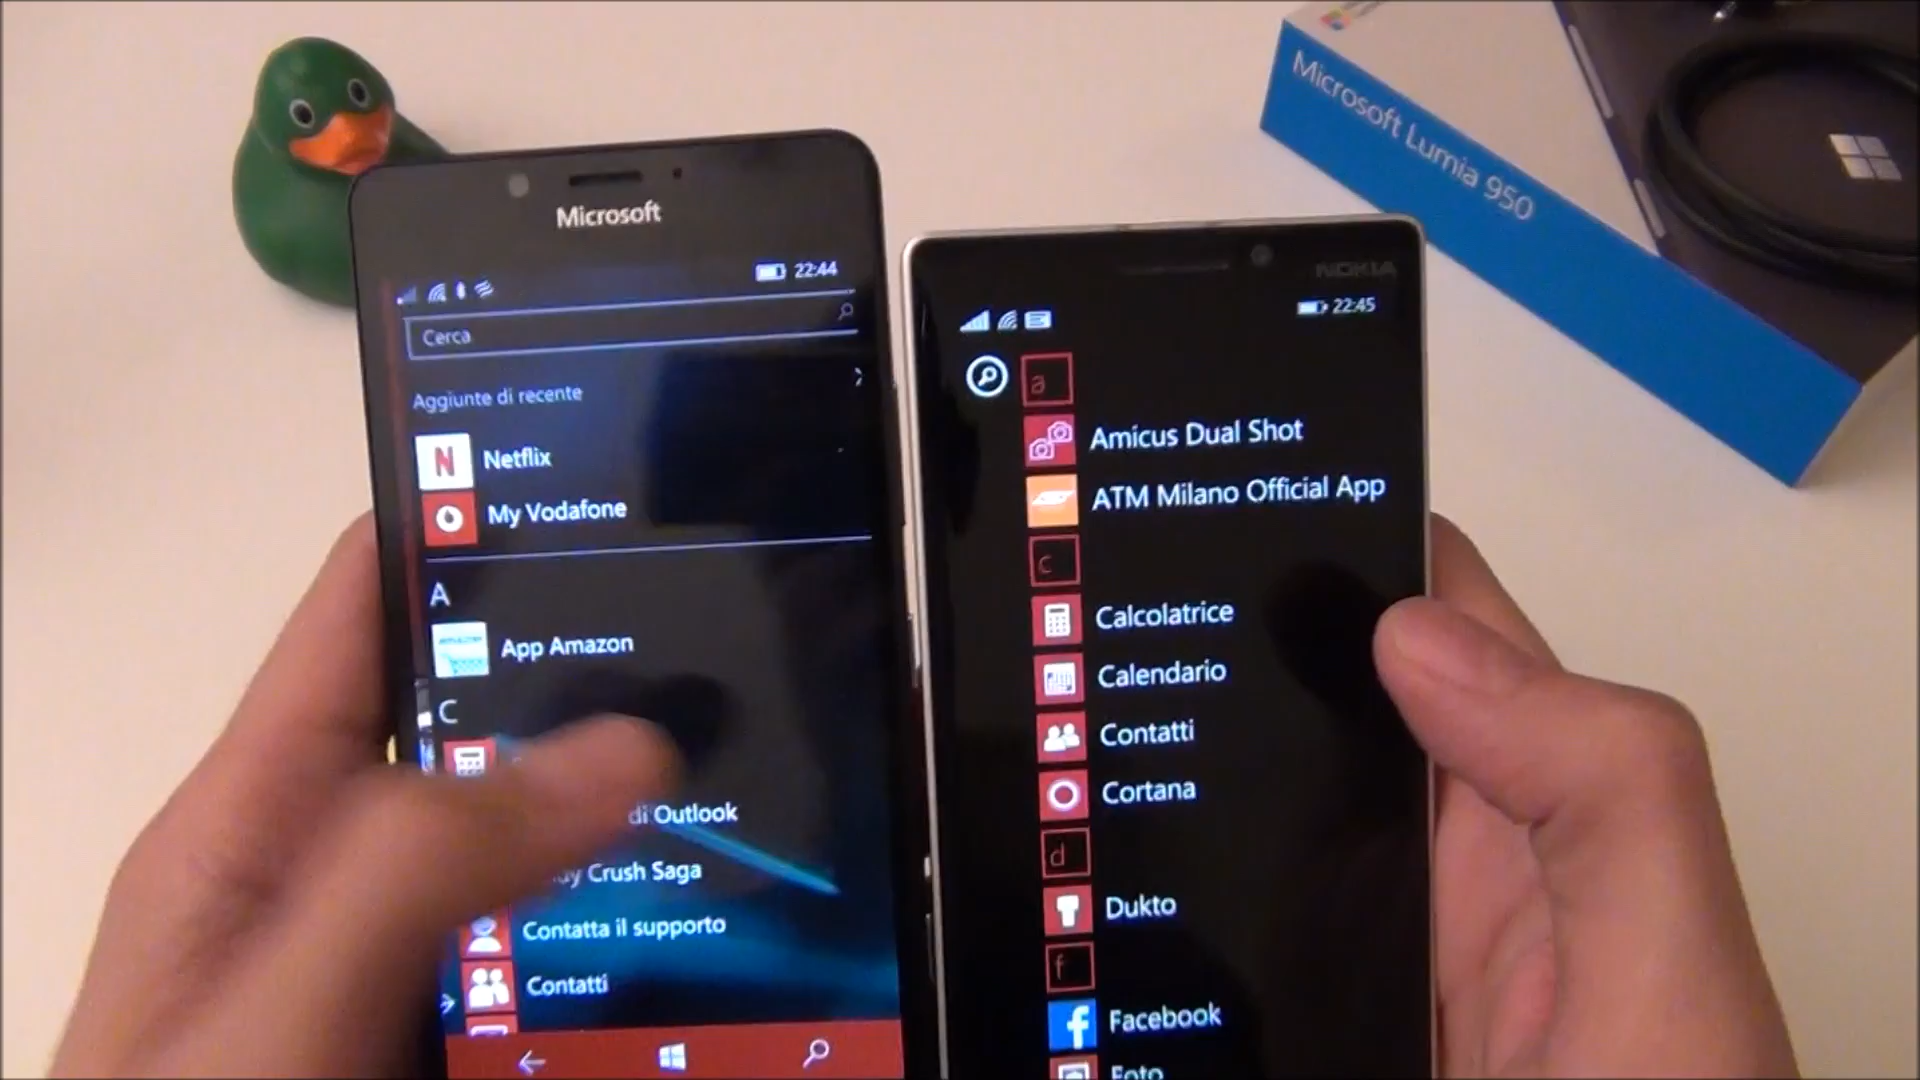 Microsoft
22:44
Cerca
Aggiunte di recente
Netflix
My Vodafone
A
App Amazon
C
di Outlook
Crush Saga
Contatta il supporto
Contatti
NOKIA
22:45
a
Amicus Dual Shot
ATM Milano Official App
c
Calcolatrice
Calendario
Contatti
Cortana
d
Dukto
f
Facebook
Foto
Microsoft Lumia 950